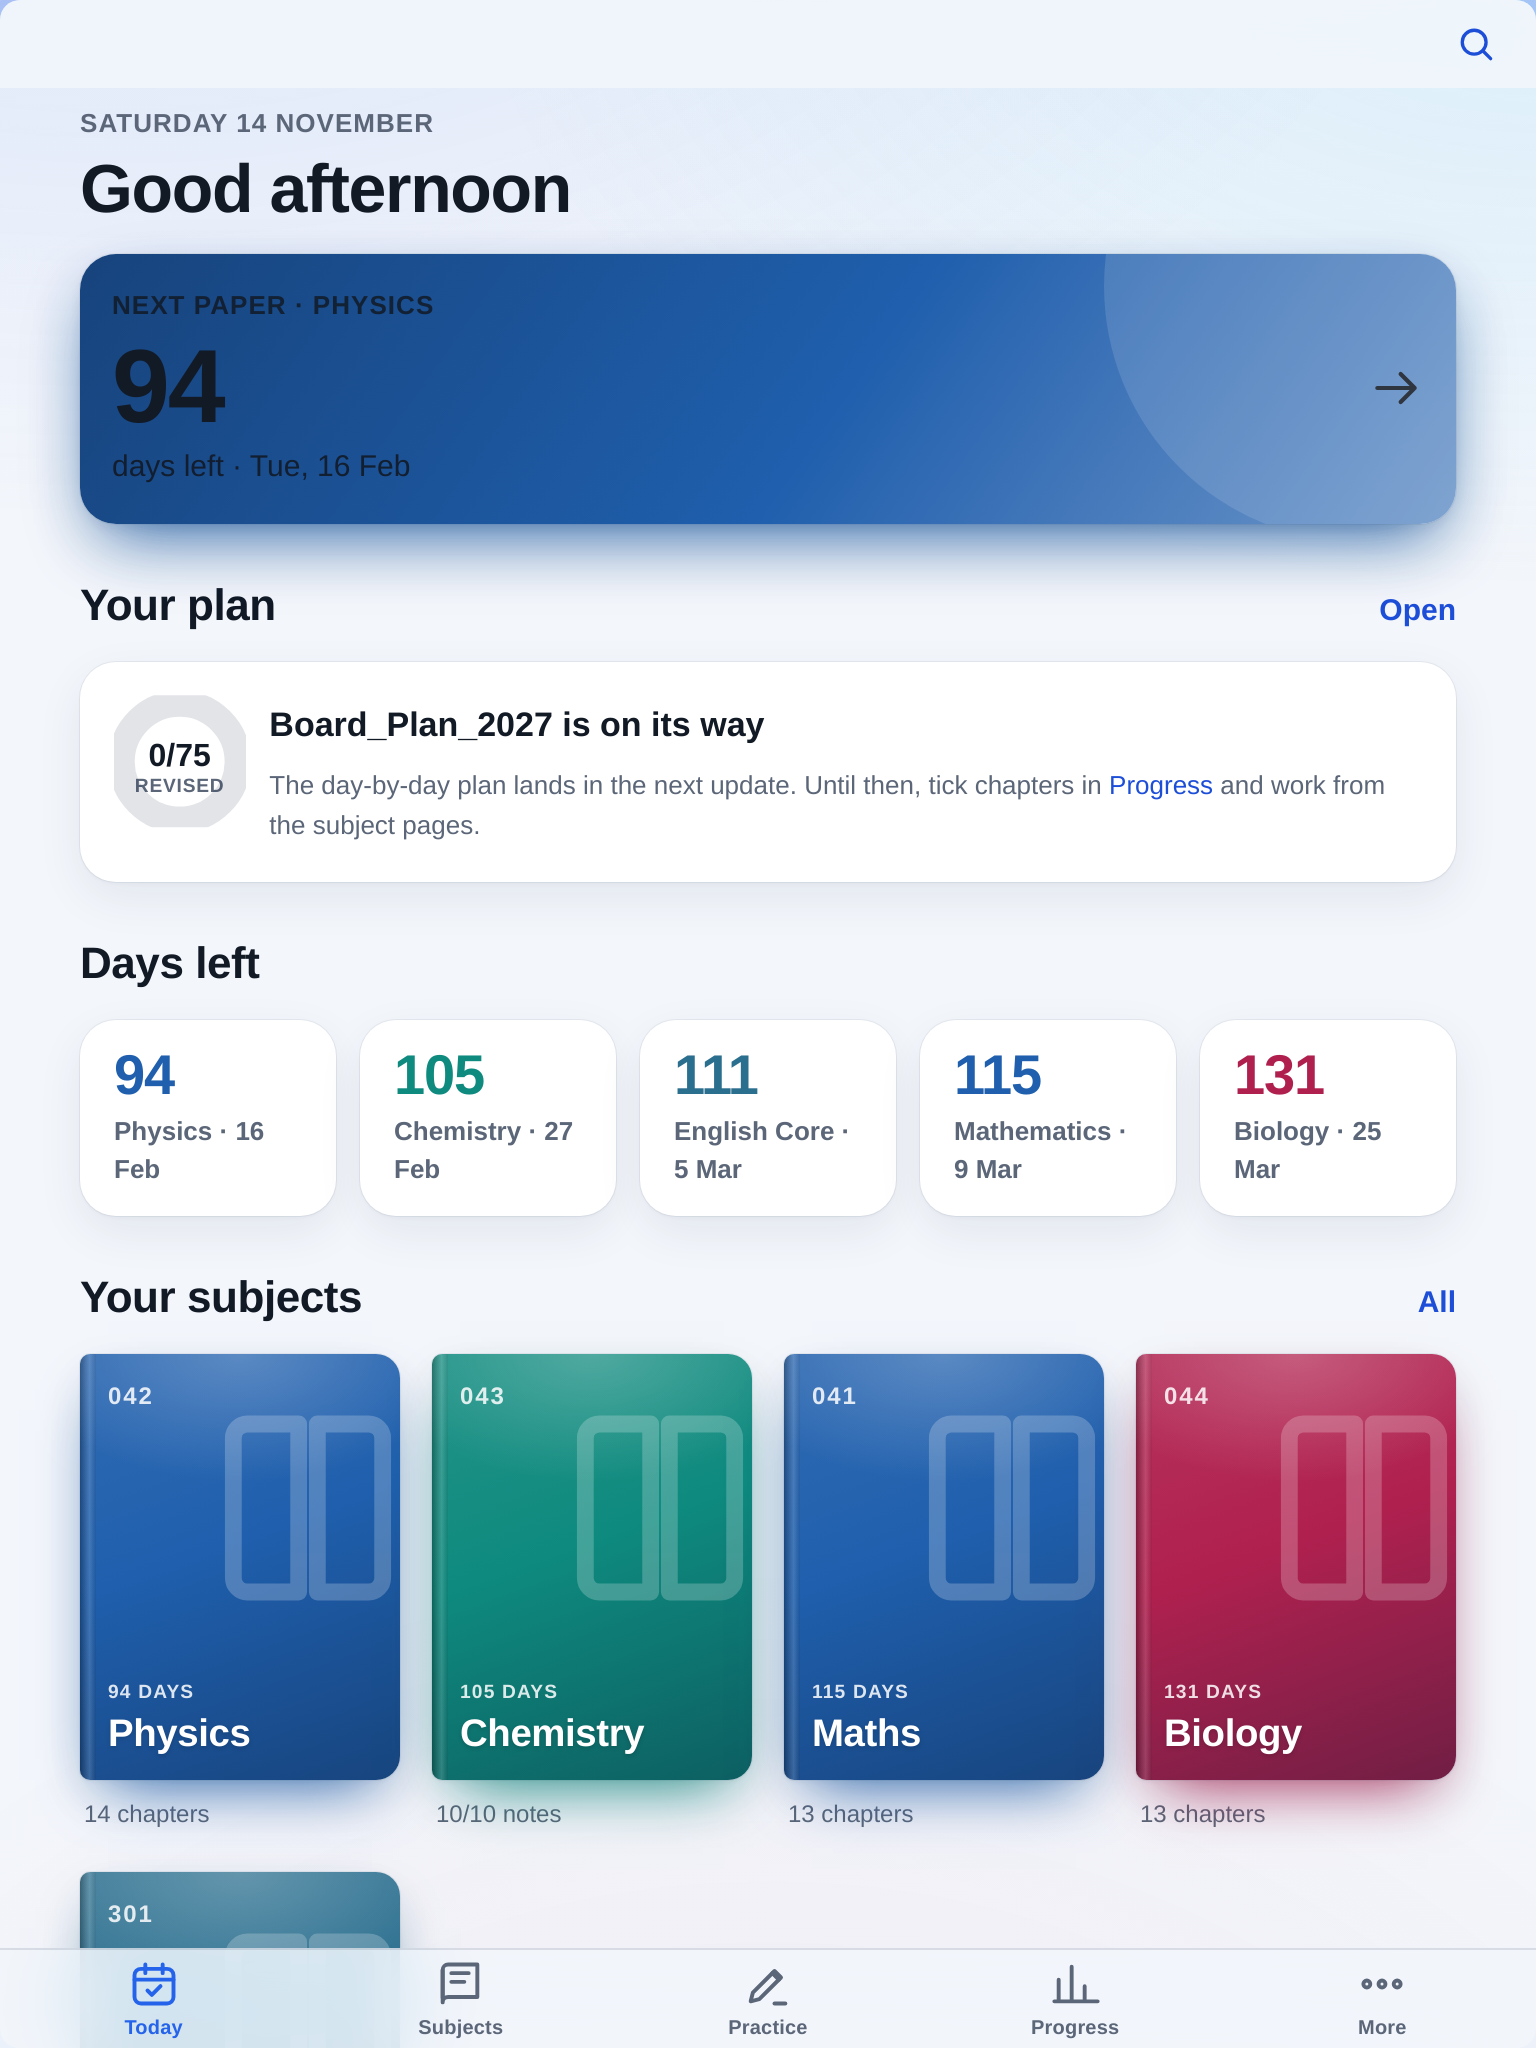 SATURDAY 14 NOVEMBER
Good afternoon
NEXT PAPER · PHYSICS
94
days left · Tue, 16 Feb
Your plan
Open
0/75
REVISED
Board_Plan_2027 is on its way
The day-by-day plan lands in the next update. Until then, tick chapters in Progress and work from
the subject pages.
Days left
94
Physics · 16
Feb
105
Chemistry · 27
Feb
111
English Core ·
5 Mar
115
Mathematics ·
9 Mar
131
Biology · 25
Mar
Your subjects
All
042
94 DAYS
Physics
14 chapters
043
105 DAYS
Chemistry
10/10 notes
041
115 DAYS
Maths
13 chapters
044
131 DAYS
Biology
13 chapters
301
Today
Subjects
Practice
Progress
More